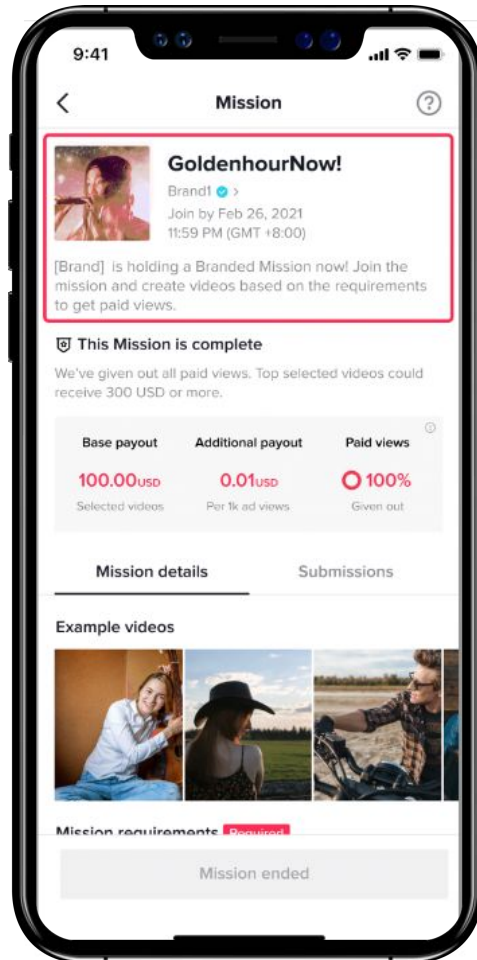 9:41
Mission
GoldenhourNow!
Brand1
Join by Feb 26, 2021
11:59 PM (GMT +8:00)
[Brand] is holding a Branded Mission now! Join the
mission and create videos based on the requirements
to get paid views.
This Mission is complete
We've given out all paid views. Top selected videos could
receive 300 USD or more.
Base payout Additional payout Paid views
100.00USD 0.01USD 100%
Selected videos Per 1k ad views Given out
Mission details Submissions
Example videos
Mission requirements Required
Mission ended